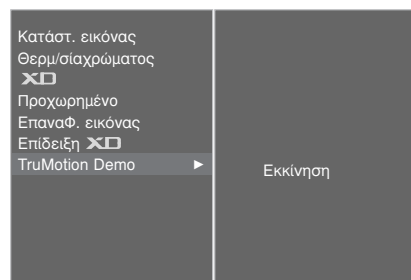 Κατάστ. εικόνας
Θερμ/σίαχρώματος
XD
Προχωρημένο
ΕπαναΦ. εικόνας
Επίδειξη XD
TruMotion Demo ►
Εκκίνηση